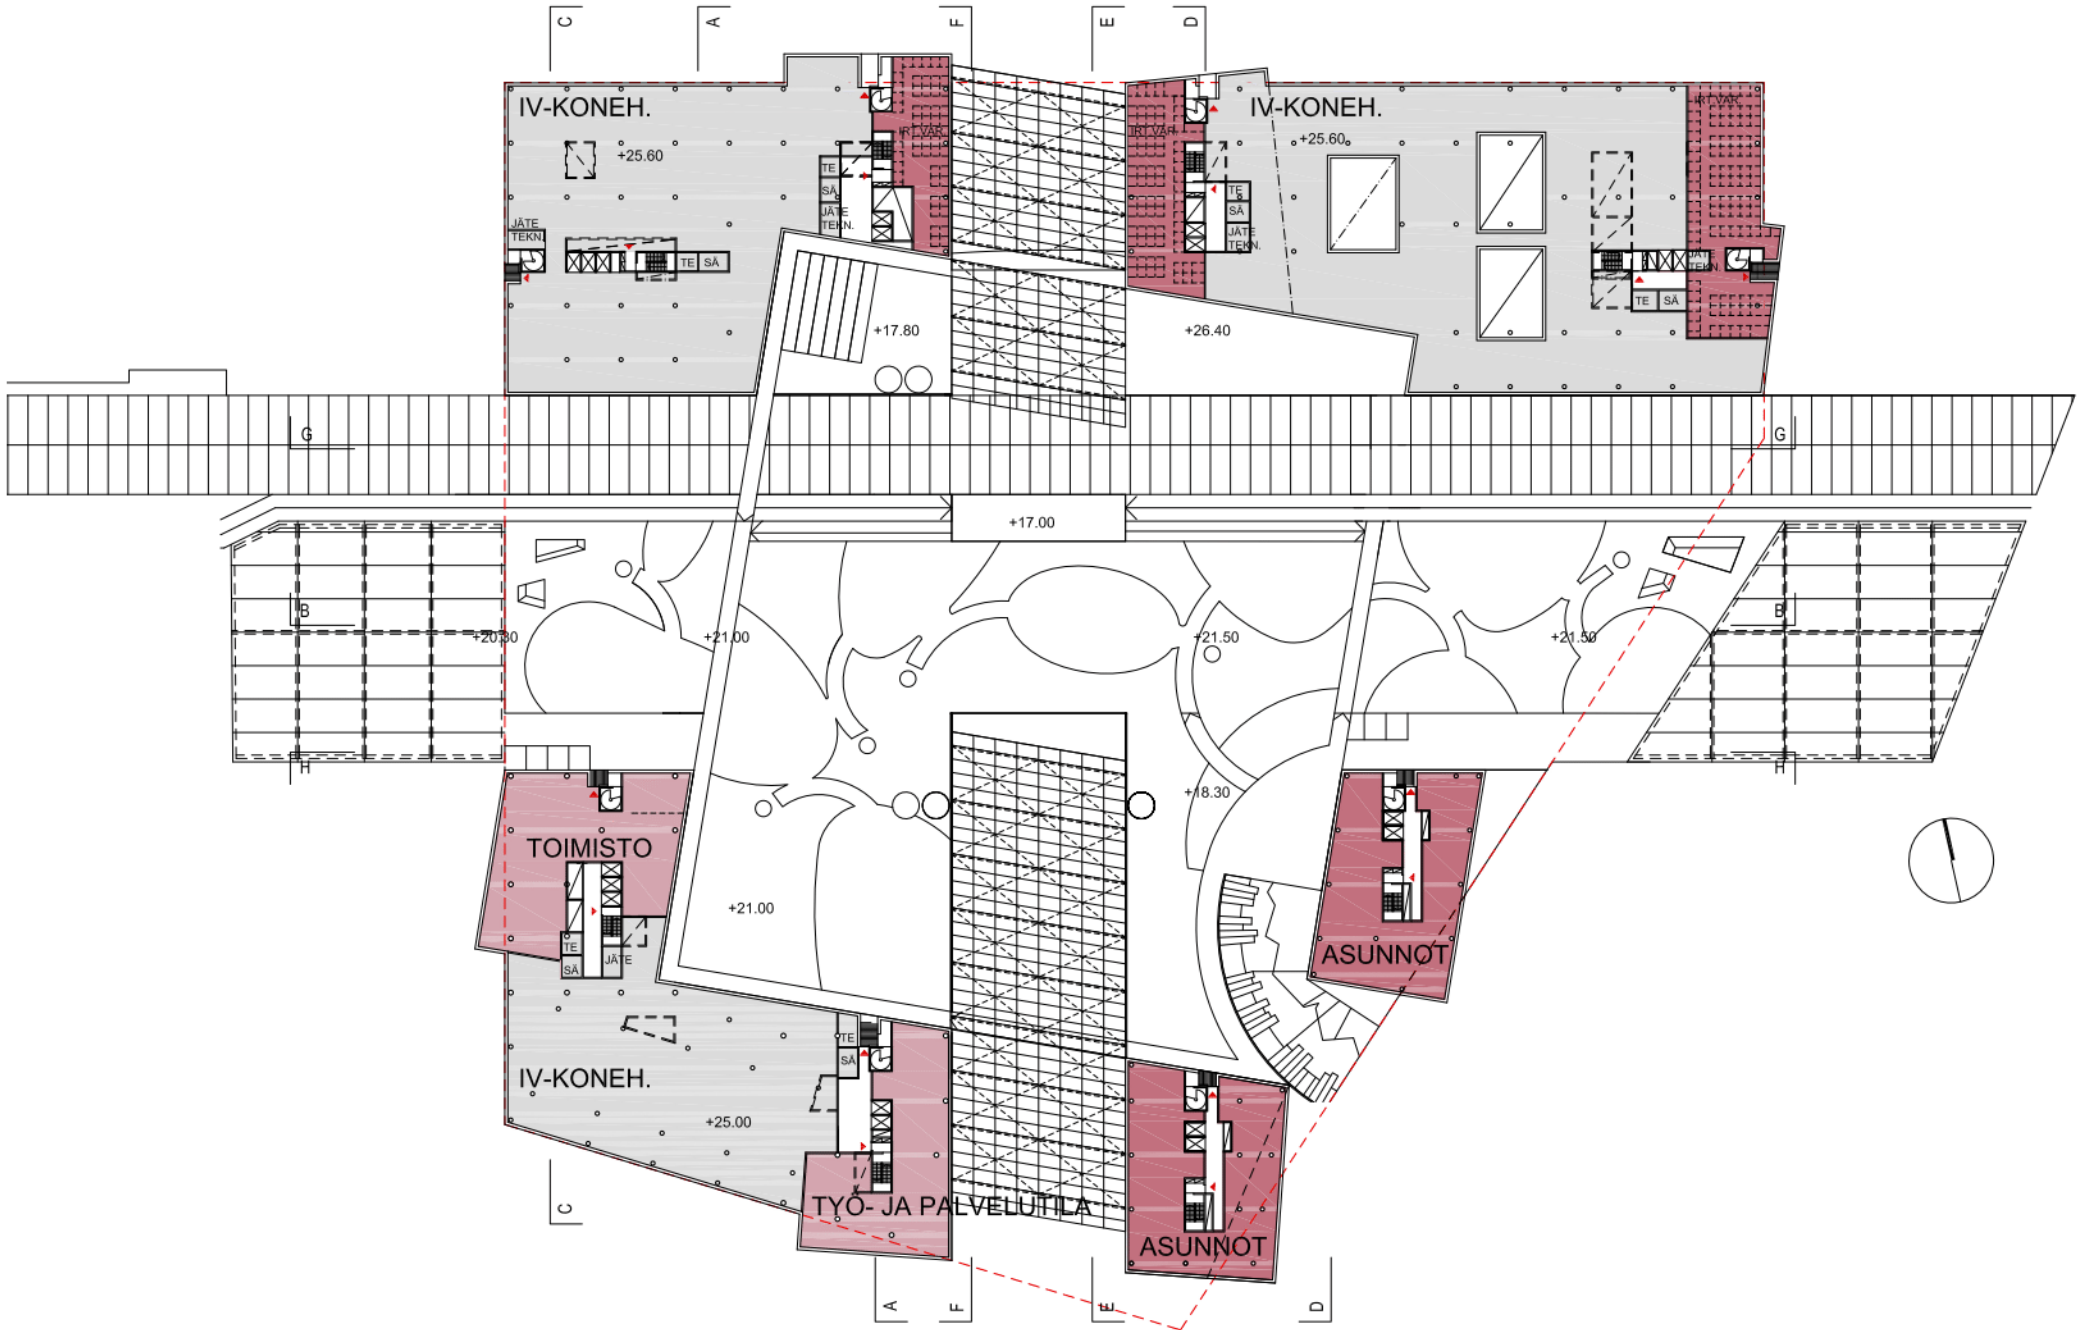 C
A
F
E
D
IV-KONEH.
+25.60
IRT.VAR.
TE
SÄ
JÄTE
TEKN.
JÄTE
TEKN.
TE
SÄ
IRT.VAR.
IV-KONEH.
+25.60
IRT.VAR.
TE
SÄ
JÄTE
TEKN.
JÄTE
TEKN.
TE
SÄ
+17.80
+26.40
G
G
+17.00
B
B
+20.30
+21.00
+21.50
+21.50
H
H
+18.30
TOIMISTO
+21.00
TE
SÄ
JÄTE
ASUNNOT
TE
SÄ
IV-KONEH.
+25.00
TYÖ- JA PALVELUTILA
ASUNNOT
C
A
F
E
D